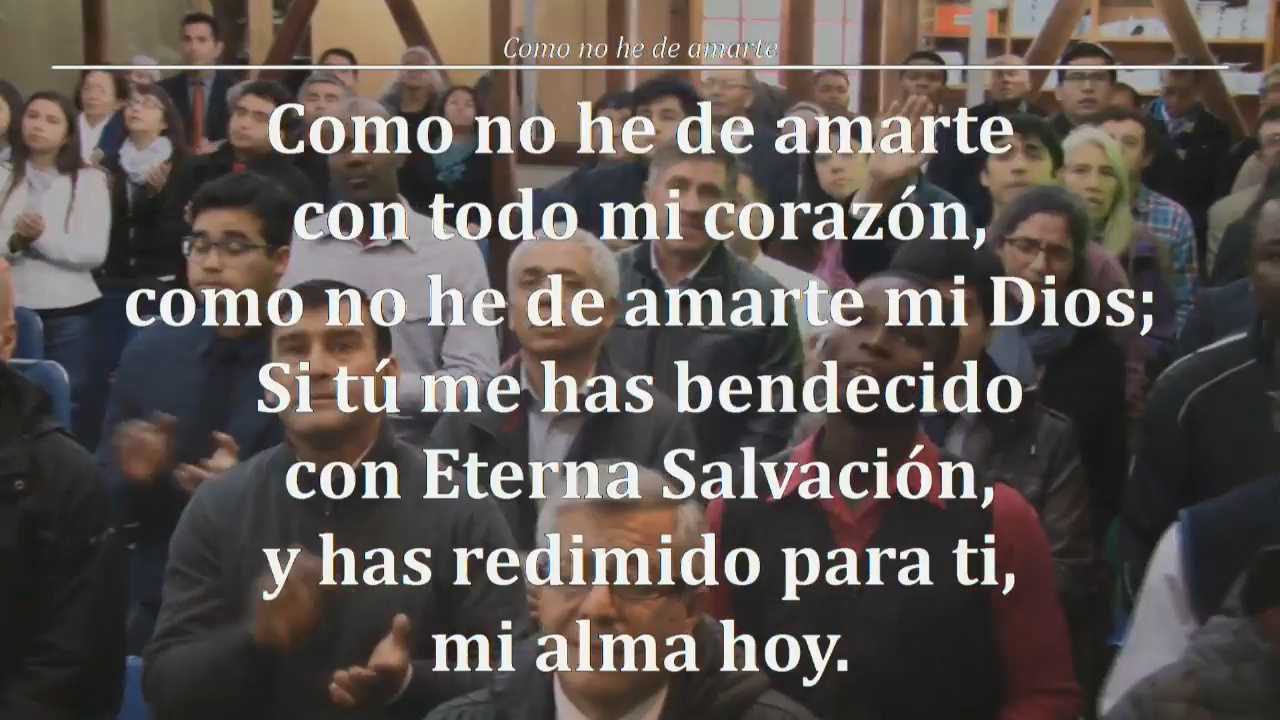 Como no he de amarte
Como no he de amarte
con todo mi corazón,
como no he de amarte mi Dios;
Si tú me has bendecido
con Eterna Salvación,
y has redimido para ti,
mi alma hoy.